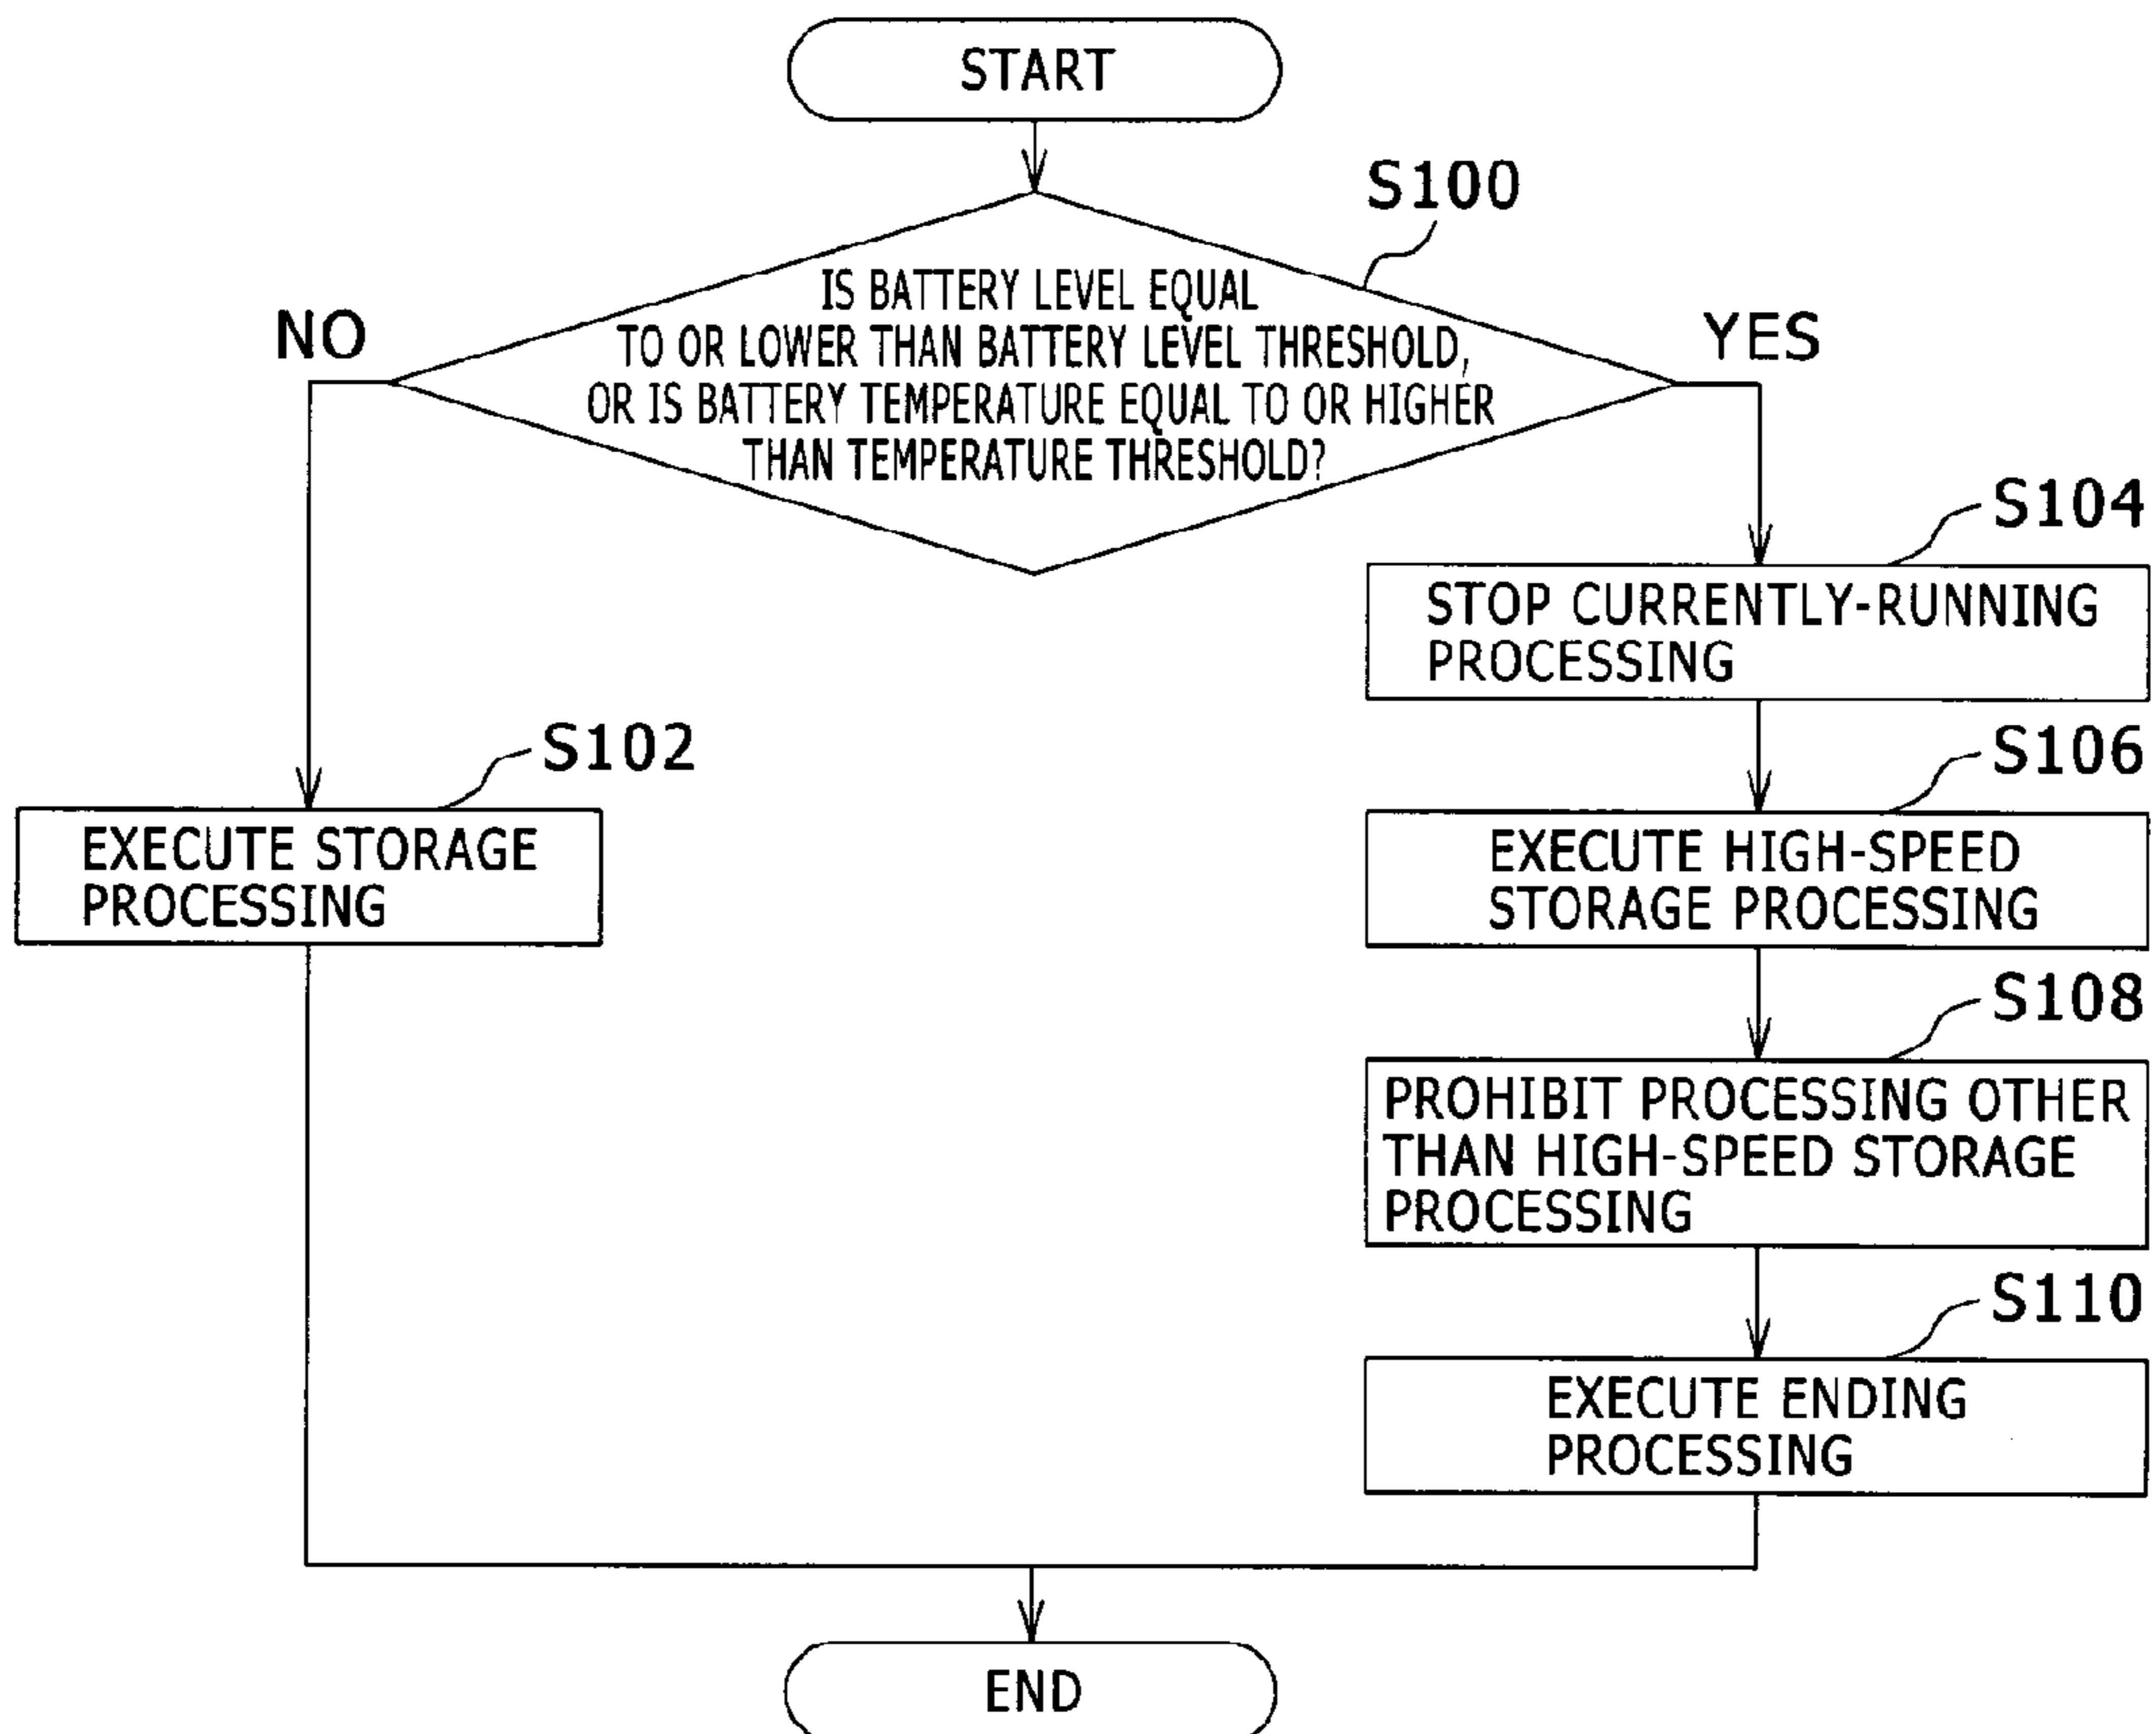 START
S100
IS BATTERY LEVEL EQUAL
TO OR LOWER THAN BATTERY LEVEL THRESHOLD,
OR IS BATTERY TEMPERATURE EQUAL TO OR HIGHER
THAN TEMPERATURE THRESHOLD?
NO
YES
S104
STOP CURRENTLY-RUNNING
PROCESSING
S102
EXECUTE STORAGE
PROCESSING
S106
EXECUTE HIGH-SPEED
STORAGE PROCESSING
S108
PROHIBIT PROCESSING OTHER
THAN HIGH-SPEED STORAGE
PROCESSING
S110
EXECUTE ENDING
PROCESSING
END